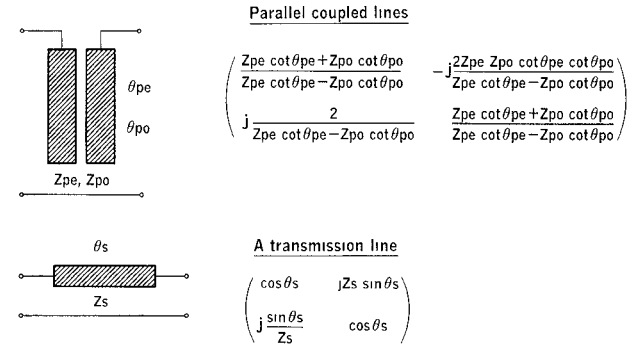 Parallel coupled lines
θpe
θpo
Zpe, Zpo
Zpe cotθpe+Zpo cotθpo / Zpe cotθpe−Zpo cotθpo    −j 2Zpe Zpo cotθpe cotθpo / Zpe cotθpe−Zpo cotθpo
j 2 / Zpe cotθpe−Zpo cotθpo    Zpe cotθpe+Zpo cotθpo / Zpe cotθpe−Zpo cotθpo
A transmission line
θs
Zs
cosθs    jZs sinθs
j sinθs / Zs    cosθs